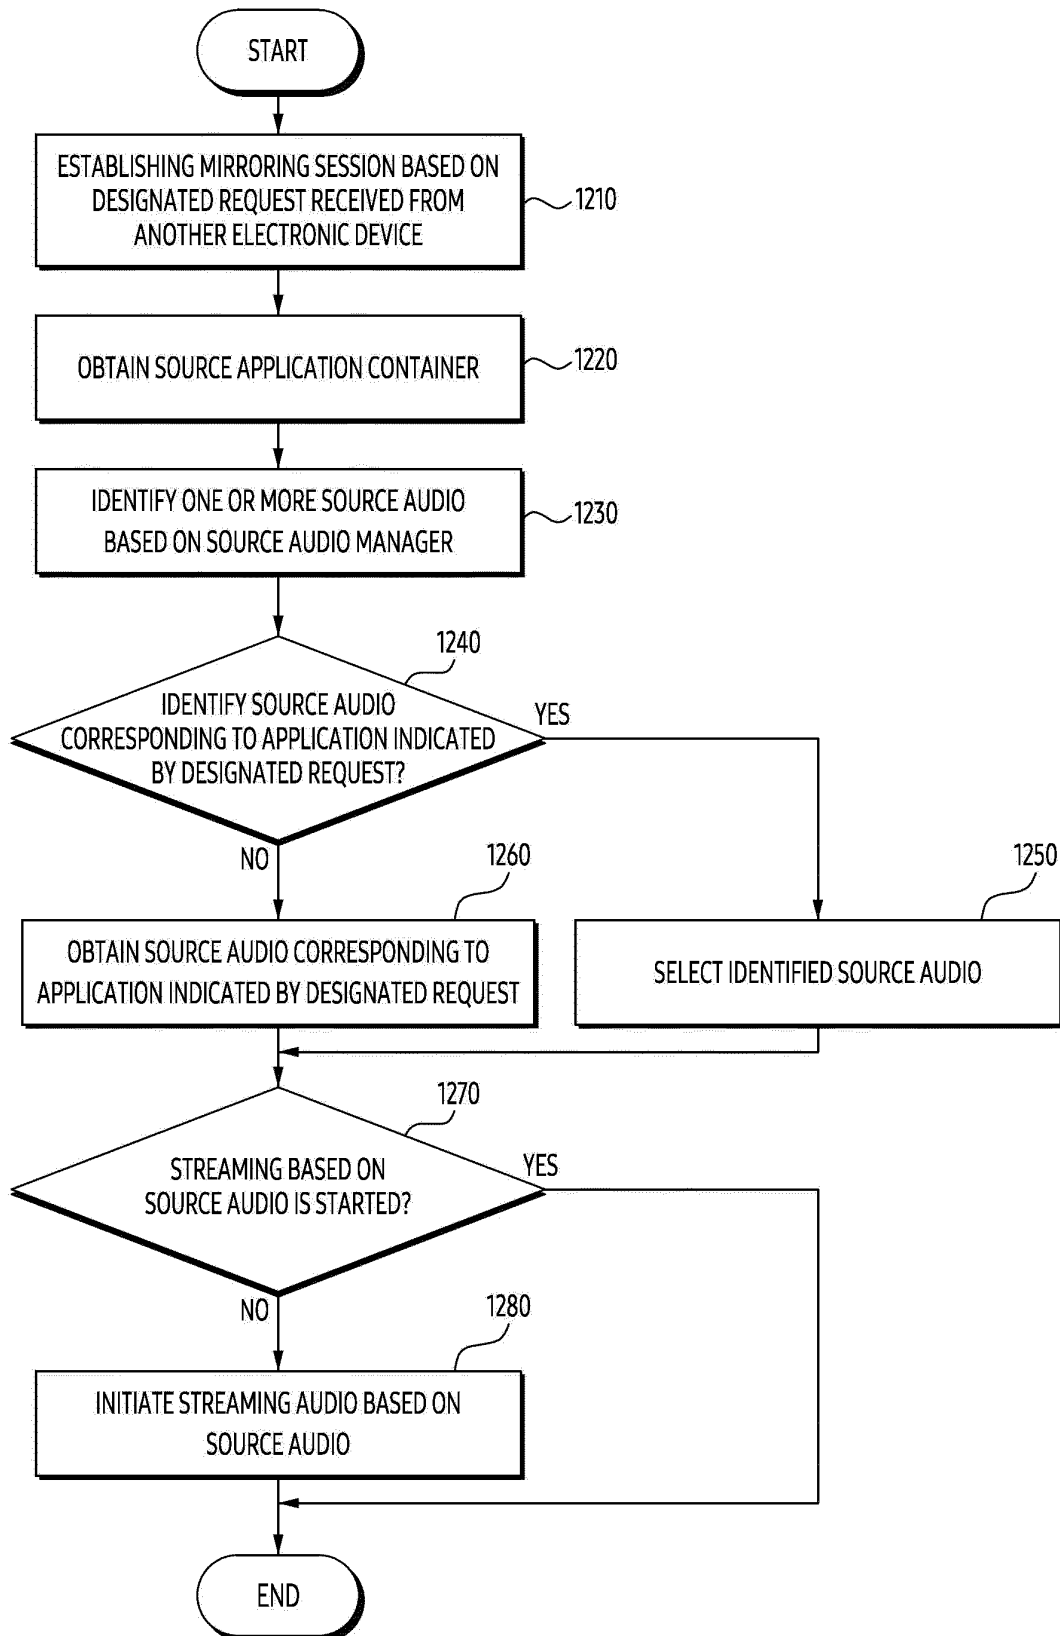 START
ESTABLISHING MIRRORING SESSION BASED ON
DESIGNATED REQUEST RECEIVED FROM
ANOTHER ELECTRONIC DEVICE
1210
OBTAIN SOURCE APPLICATION CONTAINER
1220
IDENTIFY ONE OR MORE SOURCE AUDIO
BASED ON SOURCE AUDIO MANAGER
1230
1240
IDENTIFY SOURCE AUDIO
CORRESPONDING TO APPLICATION INDICATED
BY DESIGNATED REQUEST?
YES
NO
1260
OBTAIN SOURCE AUDIO CORRESPONDING TO
APPLICATION INDICATED BY DESIGNATED REQUEST
1250
SELECT IDENTIFIED SOURCE AUDIO
1270
STREAMING BASED ON
SOURCE AUDIO IS STARTED?
YES
NO
1280
INITIATE STREAMING AUDIO BASED ON
SOURCE AUDIO
END